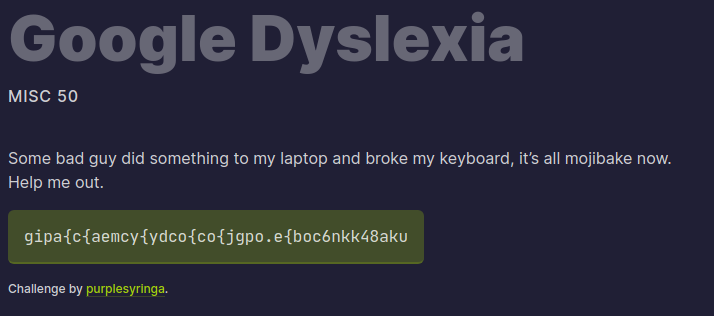 Google Dyslexia
MISC 50
Some bad guy did something to my laptop and broke my keyboard, it’s all mojibake now.
Help me out.
gipa{c{aemcy{ydco{co{jgpo.e{boc6nkk48aku
Challenge by purplesyringa.